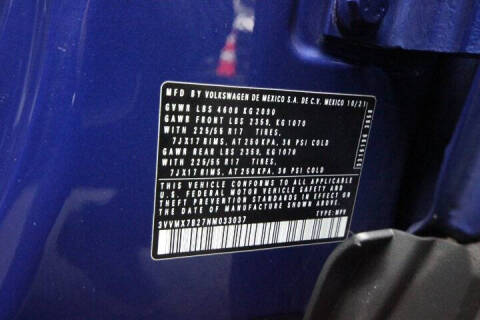 MFD BY VOLKSWAGEN DE MEXICO S.A. DE C.V. MEXICO 10/21
GVWR LBS 4608 KG 2090
GAWR FRONT LBS 2359, KG 1070
WITH 225/55 R17 TIRES,
7JX17 RIMS, AT 250 KPA, 36 PSI COLD
GAWR REAR LBS 2359, KG 1070
WITH 225/55 R17 TIRES,
7JX17 RIMS, AT 250 KPA, 36 PSI COLD
THIS VEHICLE CONFORMS TO ALL APPLICABLE
U.S. FEDERAL MOTOR VEHICLE SAFETY AND
THEFT PREVENTION STANDARDS IN EFFECT ON
THE DATE OF MANUFACTURE SHOWN ABOVE
3VVMX7B27NM033037 TYPE: MPV